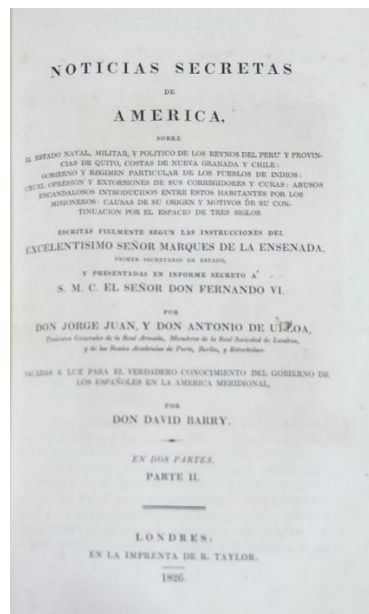 NOTICIAS SECRETAS
DE
AMERICA,
SOBRE
EL ESTADO NAVAL, MILITAR, Y POLITICO DE LOS REYNOS DEL PERU Y PROVIN-
CIAS DE QUITO, COSTAS DE NUEVA GRANADA Y CHILE:
GOBIERNO Y REGIMEN PARTICULAR DE LOS PUEBLOS DE INDIOS:
CRUEL OPRESION Y EXTORSIONES DE SUS CORREGIDORES Y CURAS: ABUSOS
ESCANDALOSOS INTRODUCIDOS ENTRE ESTOS HABITANTES POR LOS
MISIONEROS: CAUSAS DE SU ORIGEN Y MOTIVOS DE SU CON-
TINUACION POR EL ESPACIO DE TRES SIGLOS.
ESCRITAS FIELMENTE SEGUN LAS INSTRUCCIONES DEL
EXCELENTISIMO SEÑOR MARQUES DE LA ENSENADA,
PRIMER SECRETARIO DE ESTADO,
Y PRESENTADAS EN INFORME SECRETO A
S. M. C. EL SEÑOR DON FERNANDO VI.
POR
DON JORGE JUAN, Y DON ANTONIO DE ULLOA,
Tenientes Generales de la Real Armada, Miembros de la Real Sociedad de Londres,
y de las Reales Academias de Paris, Berlin, y Estockolmo.
SACADAS A LUZ PARA EL VERDADERO CONOCIMIENTO DEL GOBIERNO DE
LOS ESPAÑOLES EN LA AMERICA MERIDIONAL,
POR
DON DAVID BARRY.
EN DOS PARTES.
PARTE II.
LONDRES:
EN LA IMPRENTA DE R. TAYLOR.
1826.